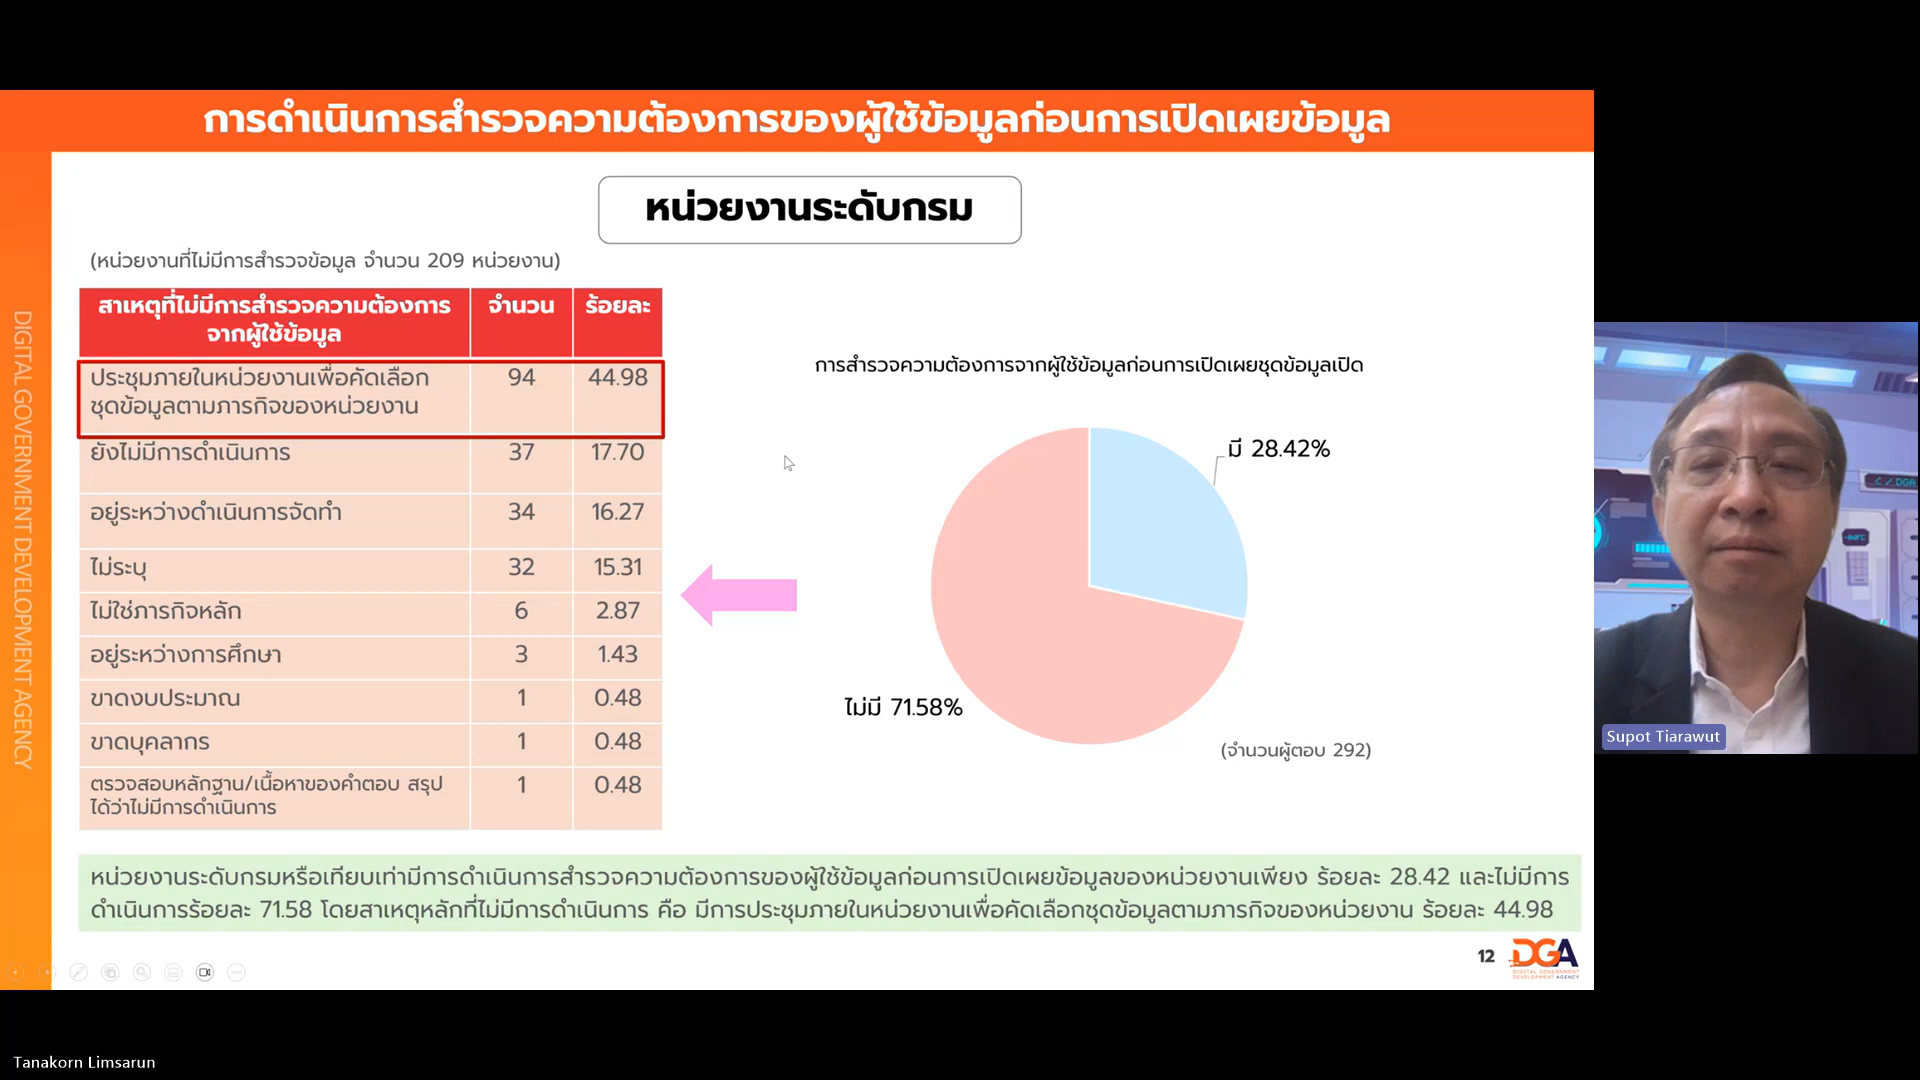 การดำเนินการสำรวจความต้องการของผู้ใช้ข้อมูลก่อนการเปิดเผยข้อมูล
หน่วยงานระดับกรม
(หน่วยงานที่ไม่มีการสำรวจข้อมูล จำนวน 209 หน่วยงาน)
สาเหตุที่ไม่มีการสำรวจความต้องการ จำนวน ร้อยละ
จากผู้ใช้ข้อมูล
ประชุมภายในหน่วยงานเพื่อคัดเลือก 94 44.98
ชุดข้อมูลตามภารกิจของหน่วยงาน
ยังไม่มีการดำเนินการ 37 17.70
อยู่ระหว่างดำเนินการจัดทำ 34 16.27
ไม่ระบุ 32 15.31
ไม่ใช่ภารกิจหลัก 6 2.87
อยู่ระหว่างการศึกษา 3 1.43
ขาดงบประมาณ 1 0.48
ขาดบุคลากร 1 0.48
ตรวจสอบหลักฐาน/เนื้อหาของคำตอบ สรุป 1 0.48
ได้ว่าไม่มีการดำเนินการ
การสำรวจความต้องการจากผู้ใช้ข้อมูลก่อนการเปิดเผยชุดข้อมูลเปิด
มี 28.42%
ไม่มี 71.58%
(จำนวนผู้ตอบ 292)
หน่วยงานระดับกรมหรือเทียบเท่ามีการดำเนินการสำรวจความต้องการของผู้ใช้ข้อมูลก่อนการเปิดเผยข้อมูลของหน่วยงานเพียง ร้อยละ 28.42 และไม่มีการ
ดำเนินการร้อยละ 71.58 โดยสาเหตุหลักที่ไม่มีการดำเนินการ คือ มีการประชุมภายในหน่วยงานเพื่อคัดเลือกชุดข้อมูลตามภารกิจของหน่วยงาน ร้อยละ 44.98
12
DGA
DIGITAL GOVERNMENT
DEVELOPMENT AGENCY
DIGITAL GOVERNMENT DEVELOPMENT AGENCY
DGA
Supot Tiarawut
Tanakorn Limsarun